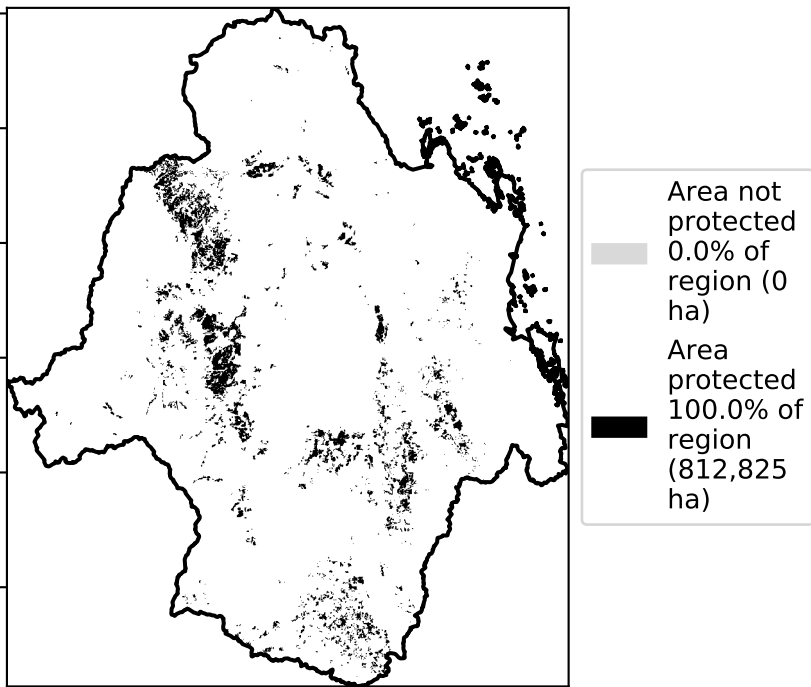 Area not
protected
0.0% of
region (0
ha)
Area
protected
100.0% of
region
(812,825
ha)